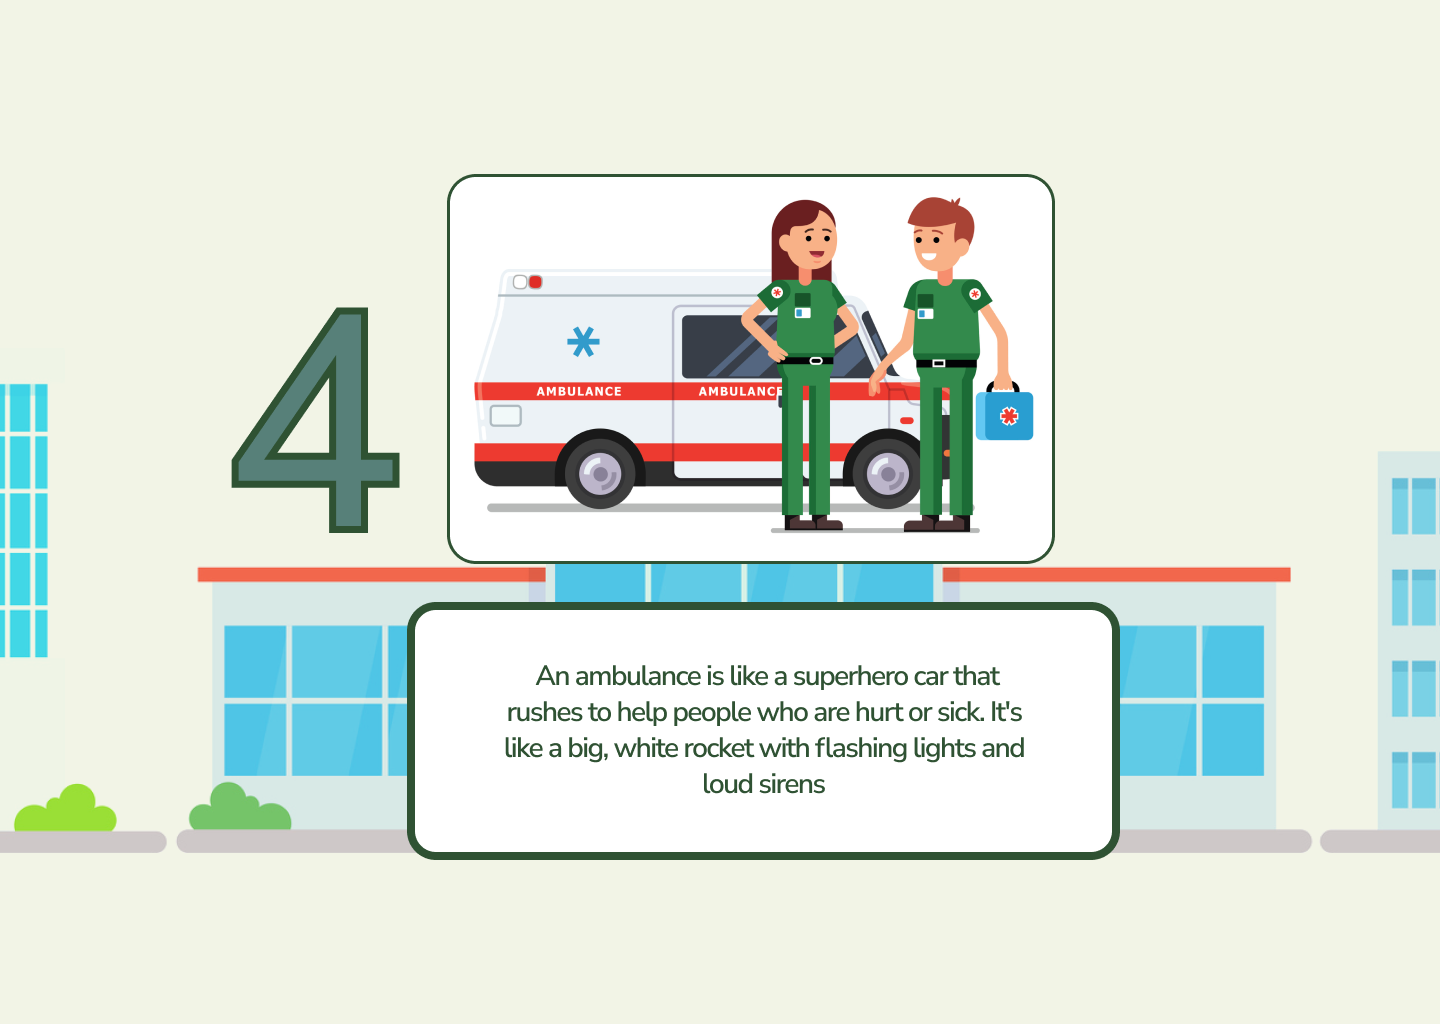 4
AMBULANCE
AMBULANCE
An ambulance is like a superhero car that
rushes to help people who are hurt or sick. It's
like a big, white rocket with flashing lights and
loud sirens